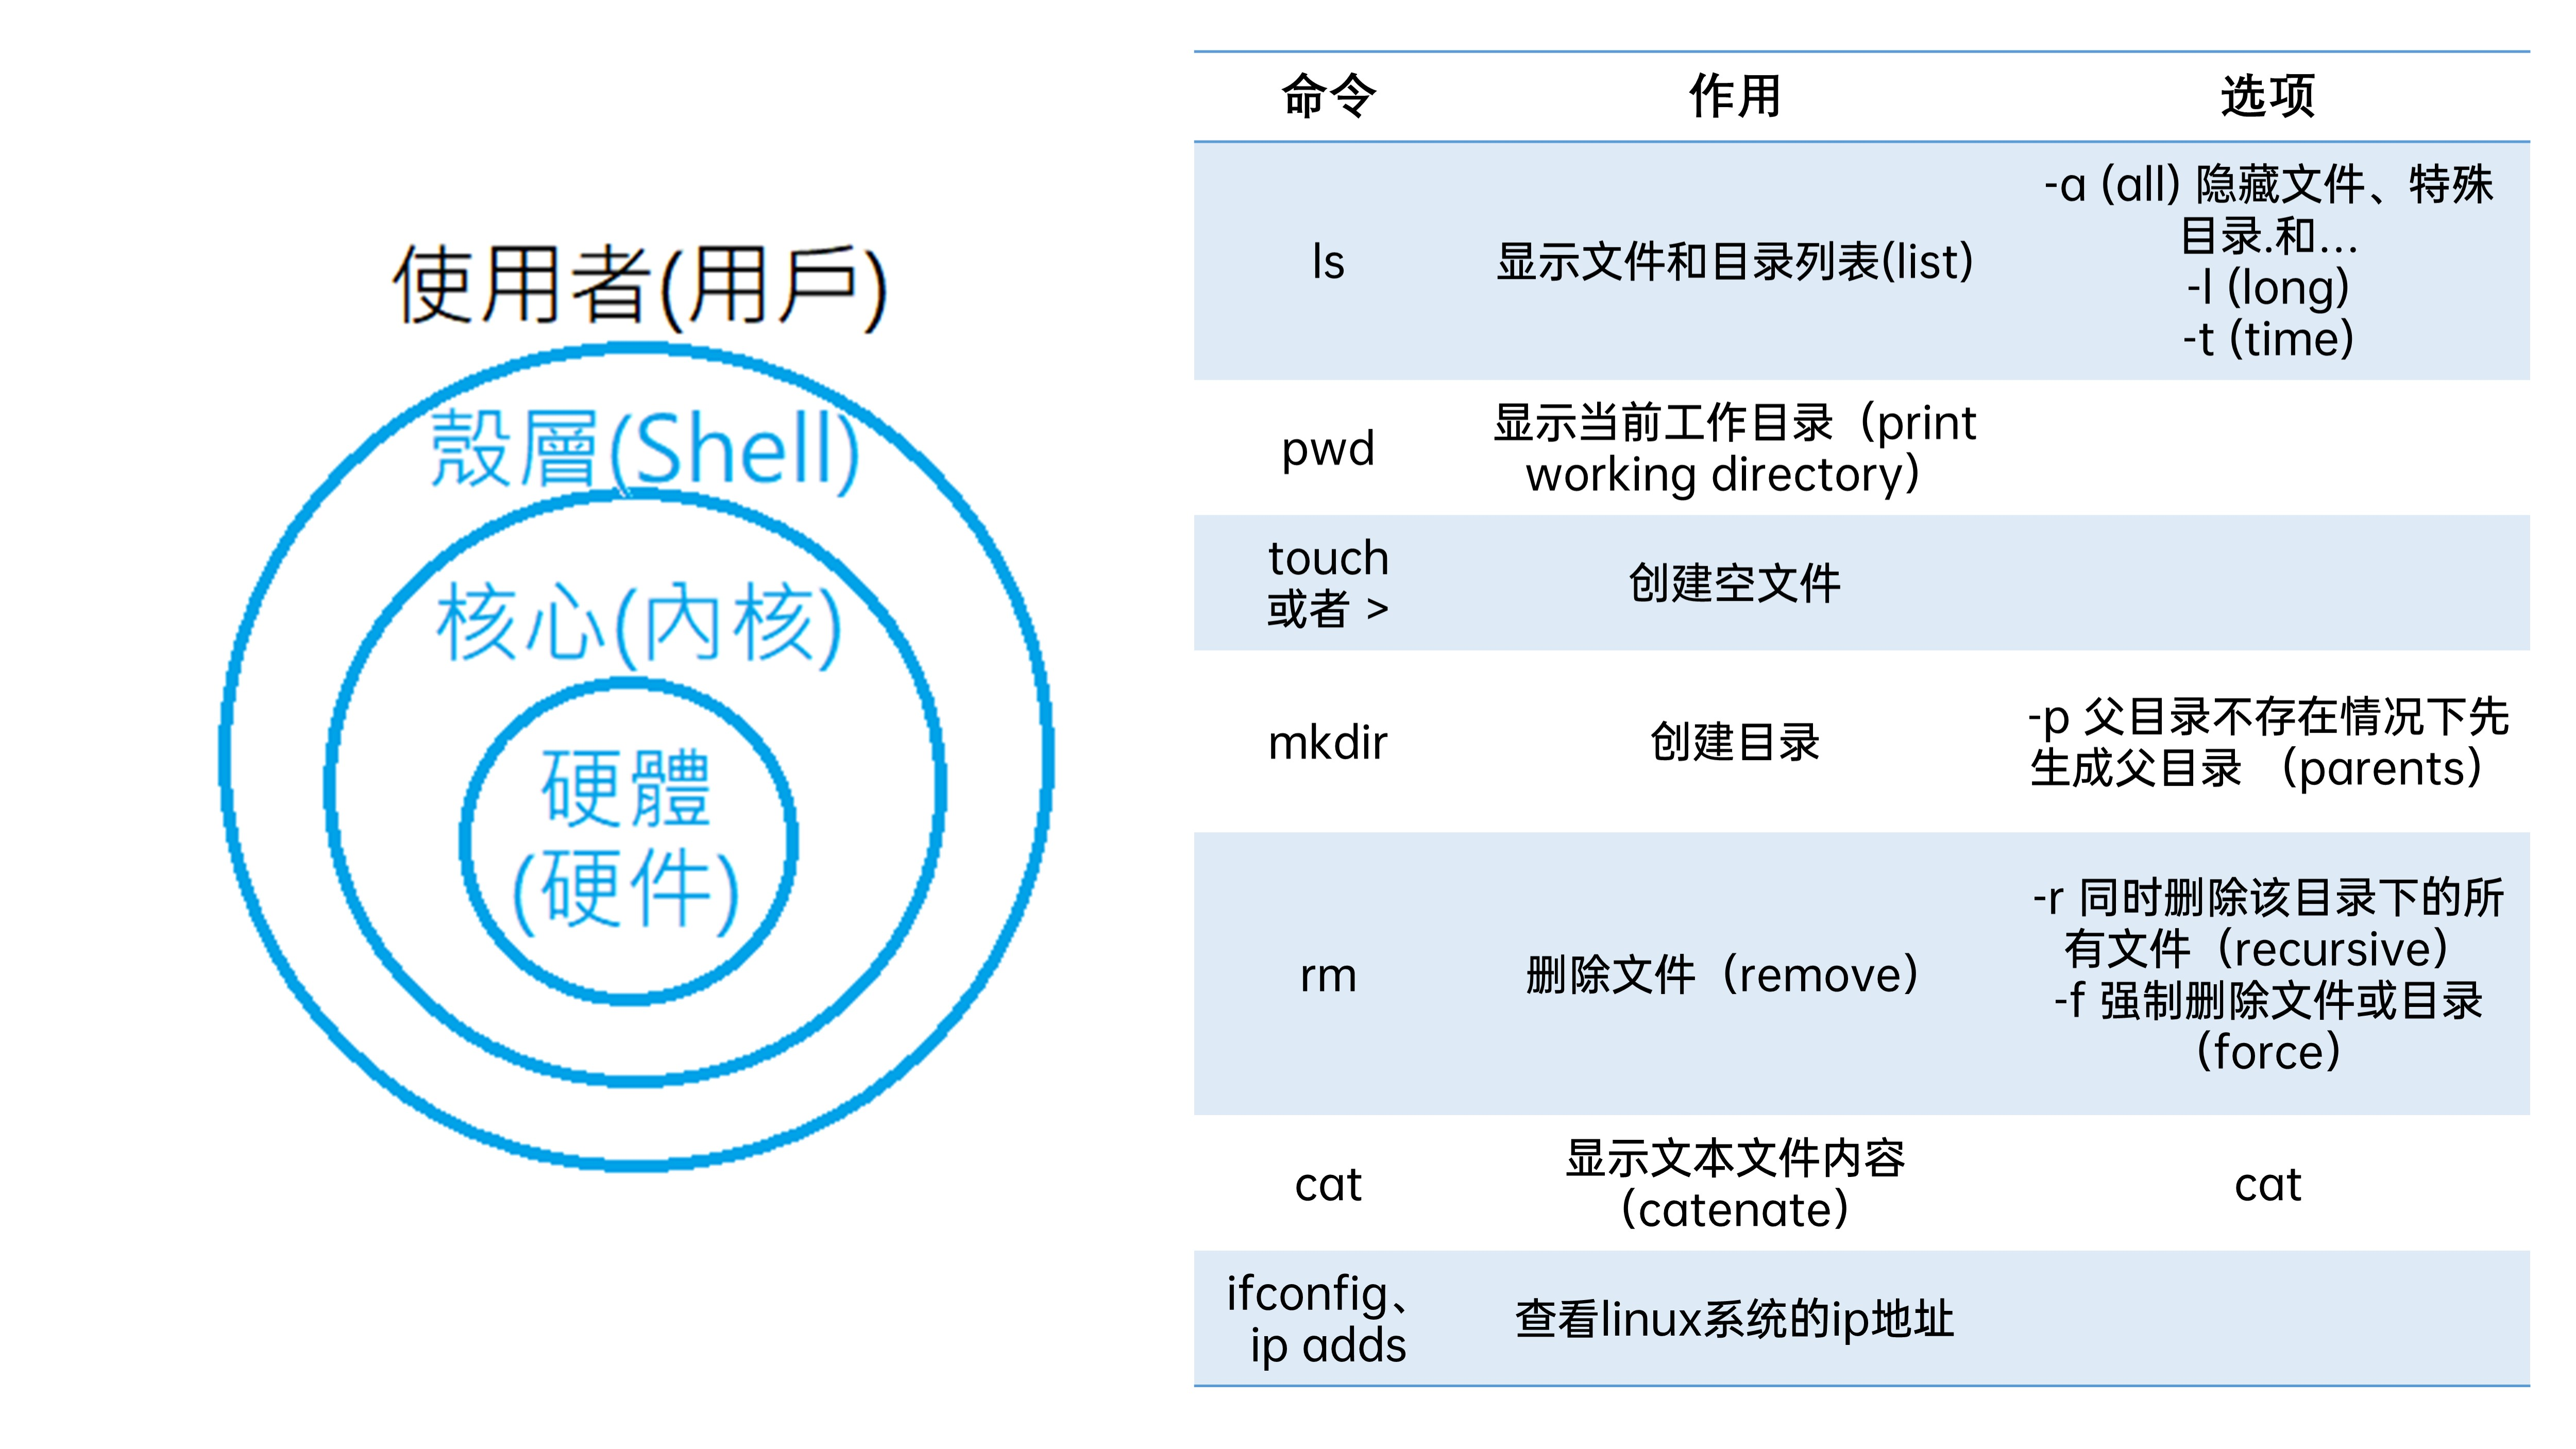 使用者(用戶)
殼層(Shell)
核心(內核)
硬體
(硬件)
命令
作用
选项
ls
显示文件和目录列表(list)
-a (all) 隐藏文件、特殊
目录.和...
-l (long)
-t (time)
pwd
显示当前工作目录（print
working directory）
touch
或者 >
创建空文件
mkdir
创建目录
-p 父目录不存在情况下先
生成父目录 （parents）
rm
删除文件（remove）
-r 同时删除该目录下的所
有文件（recursive）
-f 强制删除文件或目录
（force）
cat
显示文本文件内容
（catenate）
cat
ifconfig、
ip adds
查看linux系统的ip地址